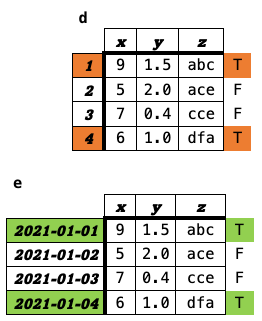 d
x y z
1 9 1.5 abc T
2 5 2.0 ace F
3 7 0.4 cce F
4 6 1.0 dfa T
e
x y z
2021-01-01 9 1.5 abc T
2021-01-02 5 2.0 ace F
2021-01-03 7 0.4 cce F
2021-01-04 6 1.0 dfa T